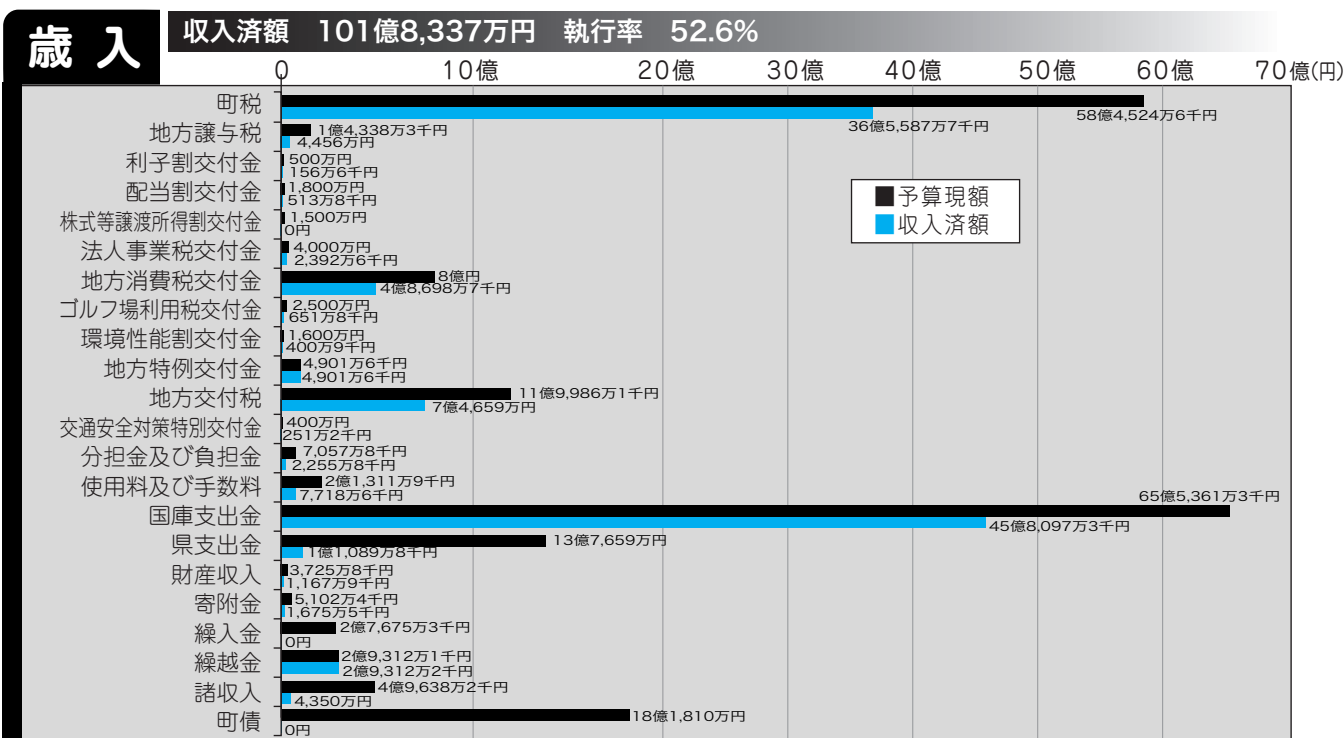 歳入
収入済額 101億8,337万円 執行率 52.6%
0 10億 20億 30億 40億 50億 60億 70億(円)
町税
58億4,524万6千円
36億5,587万7千円
地方譲与税
1億4,338万3千円
4,456万円
利子割交付金
500万円
156万6千円
配当割交付金
1,800万円
513万8千円
株式等譲渡所得割交付金
1,500万円
0円
法人事業税交付金
4,000万円
2,392万6千円
地方消費税交付金
8億円
4億8,698万7千円
ゴルフ場利用税交付金
2,500万円
651万8千円
環境性能割交付金
1,600万円
400万9千円
地方特例交付金
4,901万6千円
4,901万6千円
地方交付税
11億9,986万1千円
7億4,659万円
交通安全対策特別交付金
400万円
251万2千円
分担金及び負担金
7,057万8千円
2,255万8千円
使用料及び手数料
2億1,311万9千円
7,718万6千円
国庫支出金
65億5,361万3千円
45億8,097万3千円
県支出金
13億7,659万円
1億1,089万8千円
財産収入
3,725万8千円
1,167万9千円
寄附金
5,102万4千円
1,675万5千円
繰入金
2億7,675万3千円
0円
繰越金
2億9,312万1千円
2億9,312万2千円
諸収入
4億9,638万2千円
4,350万円
町債
18億1,810万円
0円
予算現額
収入済額